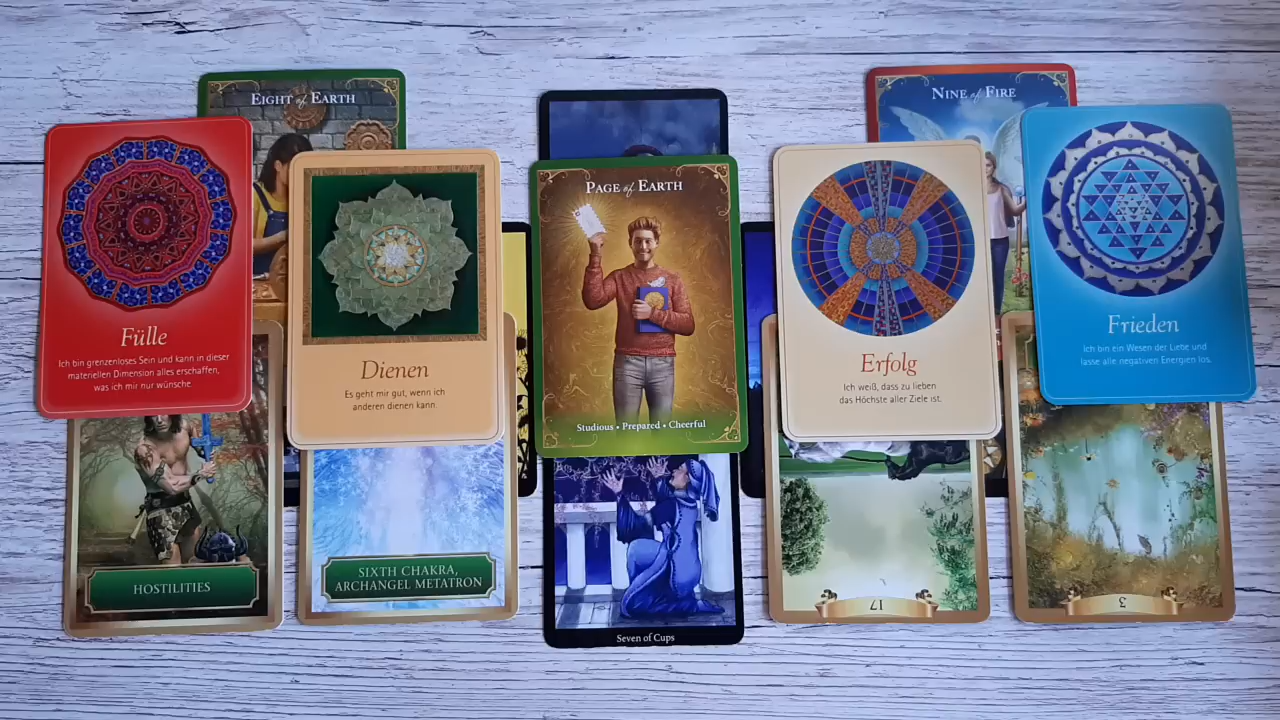 EIGHT of EARTH
NINE of FIRE
Fülle
Ich bin grenzenloses Sein und kann in dieser
materiellen Dimension alles erschaffen,
was ich mir nur wünsche.
Dienen
Es geht mir gut, wenn ich
anderen dienen kann.
PAGE of EARTH
Studious • Prepared • Cheerful
Erfolg
Ich weiß, dass zu lieben
das Höchste aller Ziele ist.
Frieden
Ich bin ein Wesen der Liebe und
lasse alle negativen Energien los.
HOSTILITIES
SIXTH CHAKRA,
ARCHANGEL METATRON
Seven of Cups
17
3